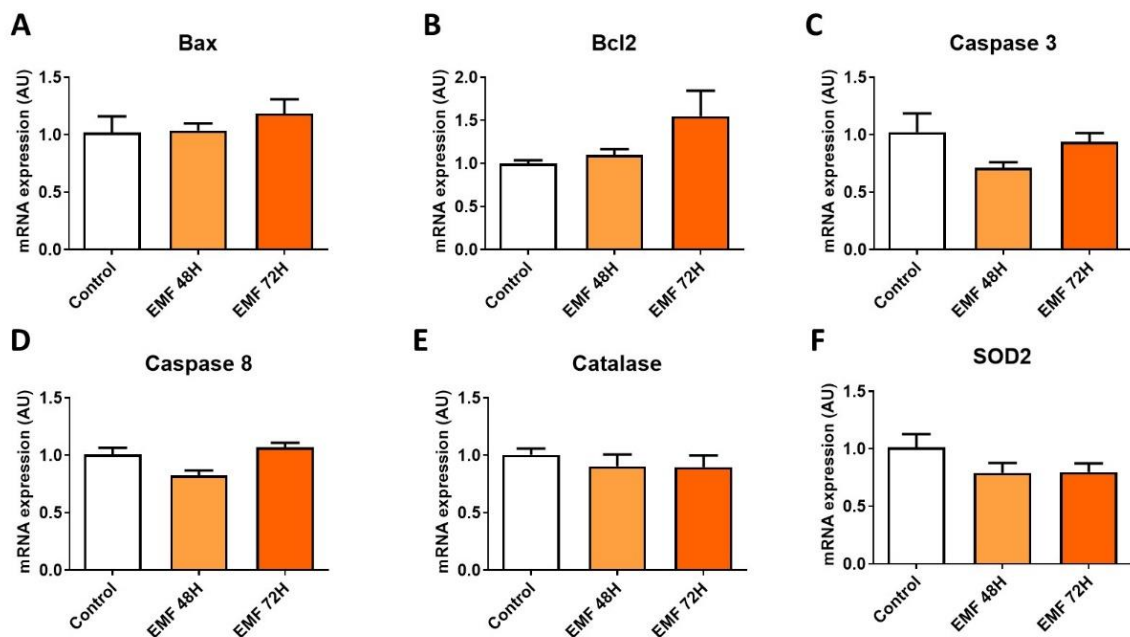 A
Bax
mRNA expression (AU)
1.5
1.0
0.5
0.0
Control
EMF 48H
EMF 72H
B
Bcl2
mRNA expression (AU)
2.0
1.5
1.0
0.5
0.0
Control
EMF 48H
EMF 72H
C
Caspase 3
mRNA expression (AU)
1.5
1.0
0.5
0.0
Control
EMF 48H
EMF 72H
D
Caspase 8
mRNA expression (AU)
1.5
1.0
0.5
0.0
Control
EMF 48H
EMF 72H
E
Catalase
mRNA expression (AU)
1.5
1.0
0.5
0.0
Control
EMF 48H
EMF 72H
F
SOD2
mRNA expression (AU)
1.5
1.0
0.5
0.0
Control
EMF 48H
EMF 72H